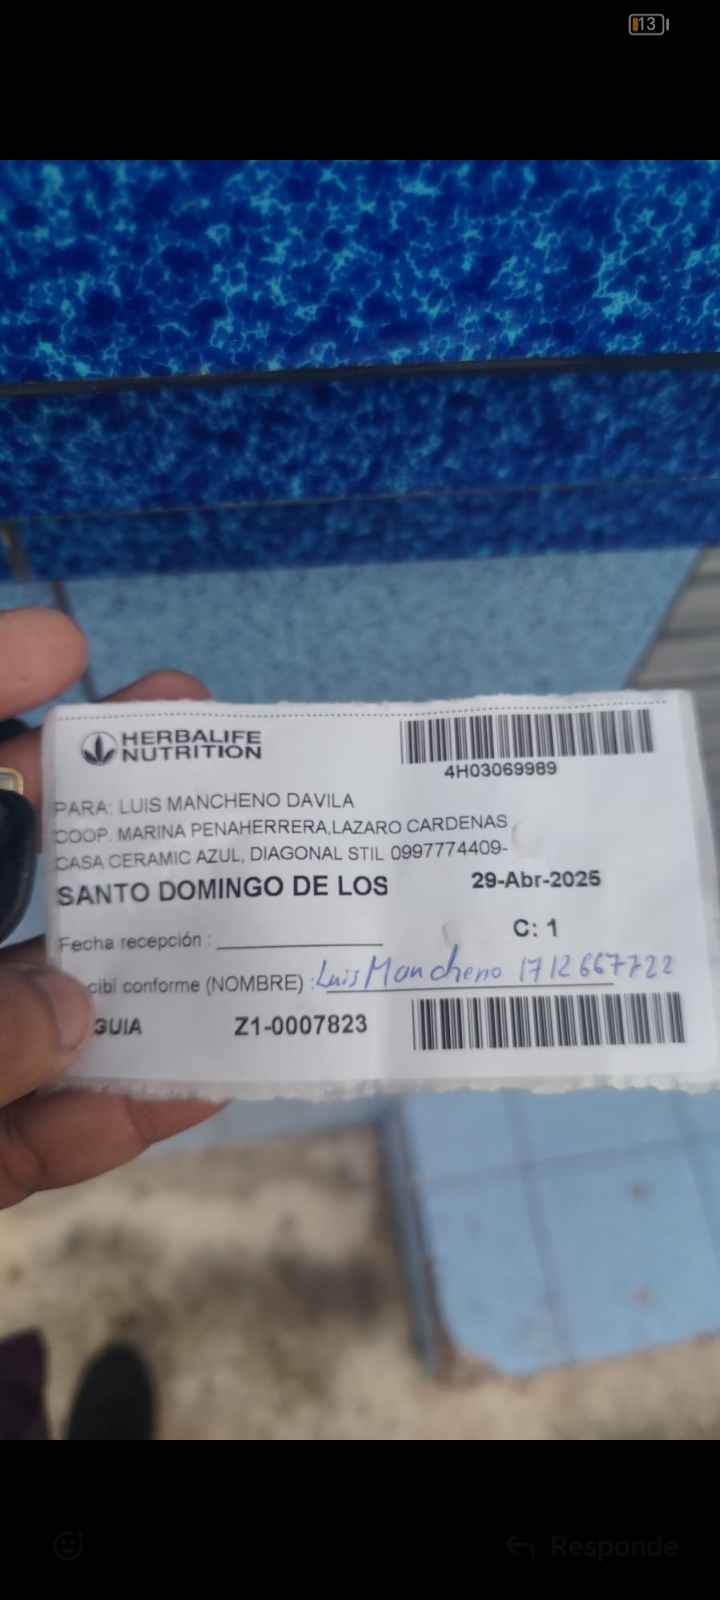 13
HERBALIFE
NUTRITION
4H03069989
PARA: LUIS MANCHENO DAVILA
COOP. MARINA PENAHERRERA,LAZARO CARDENAS
CASA CERAMIC AZUL, DIAGONAL STIL 0997774409-
SANTO DOMINGO DE LOS
29-Abr-2025
C: 1
Fecha recepción :
cibí conforme (NOMBRE) : Luis Mancheno 1712667722
GUIA Z1-0007823
Responde